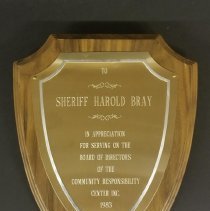 TO
SHERIFF HAROLD BRAY
IN APPRECIATION
FOR SERVING ON THE
BOARD OF DIRECTORS
OF THE
COMMUNITY RESPONSIBILITY
CENTER INC.
1983